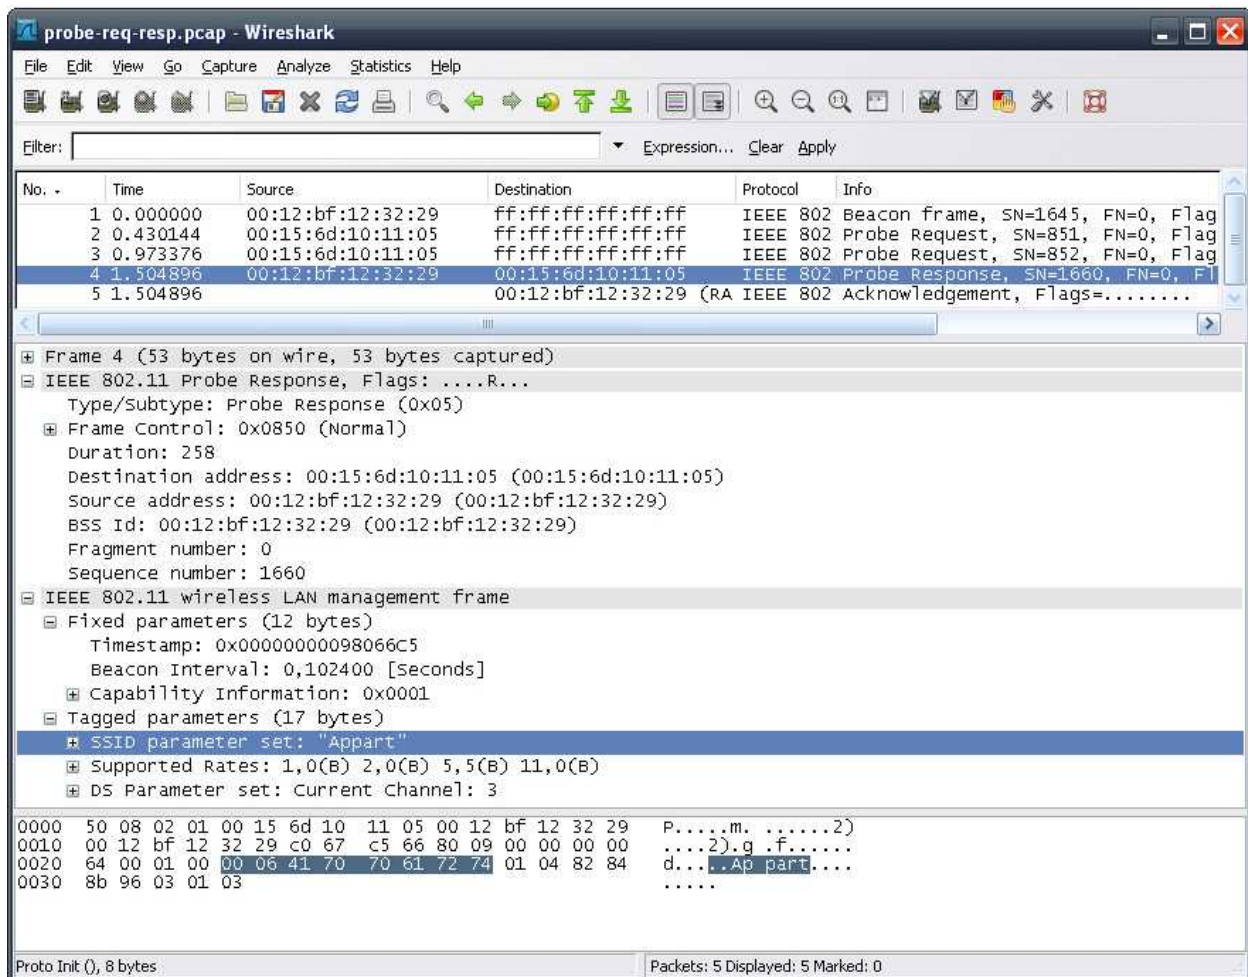 probe-req-resp.pcap - Wireshark
File Edit View Go Capture Analyze Statistics Help
Filter: Expression... Clear Apply
No. - Time Source Destination Protocol Info
1 0.000000 00:12:bf:12:32:29 ff:ff:ff:ff:ff:ff IEEE 802 Beacon frame, SN=1645, FN=0, Flag
2 0.430144 00:15:6d:10:11:05 ff:ff:ff:ff:ff:ff IEEE 802 Probe Request, SN=851, FN=0, Flag
3 0.973376 00:15:6d:10:11:05 ff:ff:ff:ff:ff:ff IEEE 802 Probe Request, SN=852, FN=0, Flag
4 1.504896 00:12:bf:12:32:29 00:15:6d:10:11:05 IEEE 802 Probe Response, SN=1660, FN=0, Fl
5 1.504896 00:12:bf:12:32:29 (RA IEEE 802 Acknowledgement, Flags=........
Frame 4 (53 bytes on wire, 53 bytes captured)
IEEE 802.11 Probe Response, Flags: ....R...
Type/Subtype: Probe Response (0x05)
Frame Control: 0x0850 (Normal)
Duration: 258
Destination address: 00:15:6d:10:11:05 (00:15:6d:10:11:05)
Source address: 00:12:bf:12:32:29 (00:12:bf:12:32:29)
BSS Id: 00:12:bf:12:32:29 (00:12:bf:12:32:29)
Fragment number: 0
Sequence number: 1660
IEEE 802.11 wireless LAN management frame
Fixed parameters (12 bytes)
Timestamp: 0x00000000098066C5
Beacon Interval: 0,102400 [Seconds]
Capability Information: 0x0001
Tagged parameters (17 bytes)
SSID parameter set: "Appart"
Supported Rates: 1,0(B) 2,0(B) 5,5(B) 11,0(B)
DS Parameter set: Current Channel: 3
0000 50 08 02 01 00 15 6d 10 11 05 00 12 bf 12 32 29 P.....m. ......2)
0010 00 12 bf 12 32 29 c0 67 c5 66 80 09 00 00 00 00 ....2).g .f......
0020 64 00 01 00 00 06 41 70 70 61 72 74 01 04 82 84 d.....Ap part....
0030 8b 96 03 01 03 .....
Proto Init (), 8 bytes Packets: 5 Displayed: 5 Marked: 0